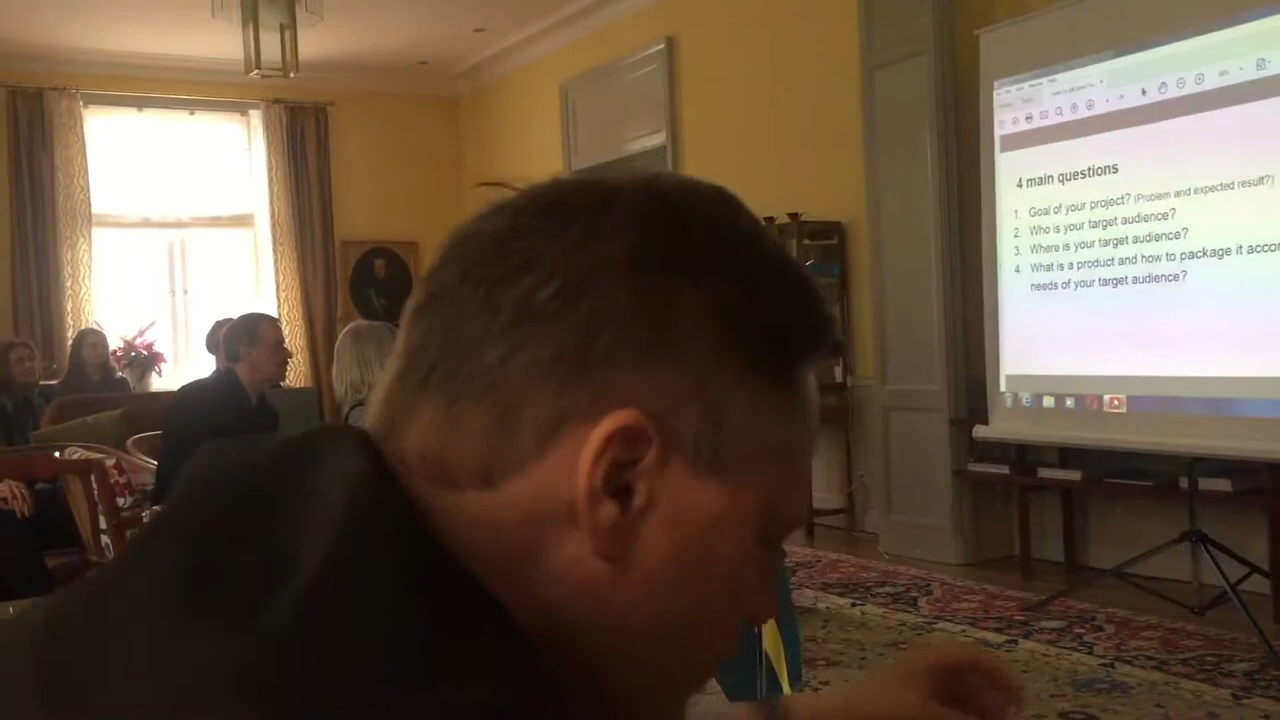 4 main questions
1. Goal of your project? (Problem and expected result?)
2. Who is your target audience?
3. Where is your target audience?
4. What is a product and how to package it
needs of your target audience?